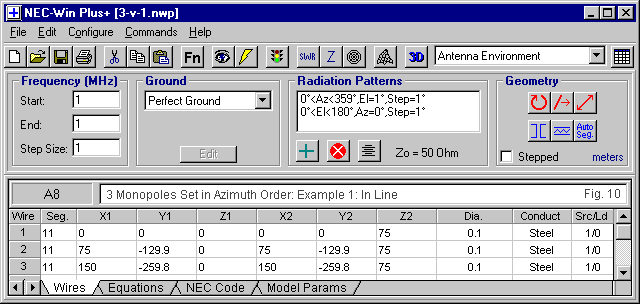 NEC-Win Plus+ [3-v-1.nwp]
File Edit Configure Commands Help
Fn SWR Z 3D Antenna Environment
Frequency (MHz)
Start: 1
End: 1
Step Size: 1
Ground
Perfect Ground
Edit
Radiation Patterns
0°<Az<359°,El=1°,Step=1°
0°<El<180°,Az=0°,Step=1°
Zo = 50 Ohm
Geometry
Auto Seg.
Stepped meters
A8 3 Monopoles Set in Azimuth Order: Example 1: In Line Fig. 10
Wire Seg. X1 Y1 Z1 X2 Y2 Z2 Dia. Conduct Src/Ld
1 11 0 0 0 0 0 75 0.1 Steel 1/0
2 11 75 -129.9 0 75 -129.9 75 0.1 Steel 1/0
3 11 150 -259.8 0 150 -259.8 75 0.1 Steel 1/0
Wires Equations NEC Code Model Params